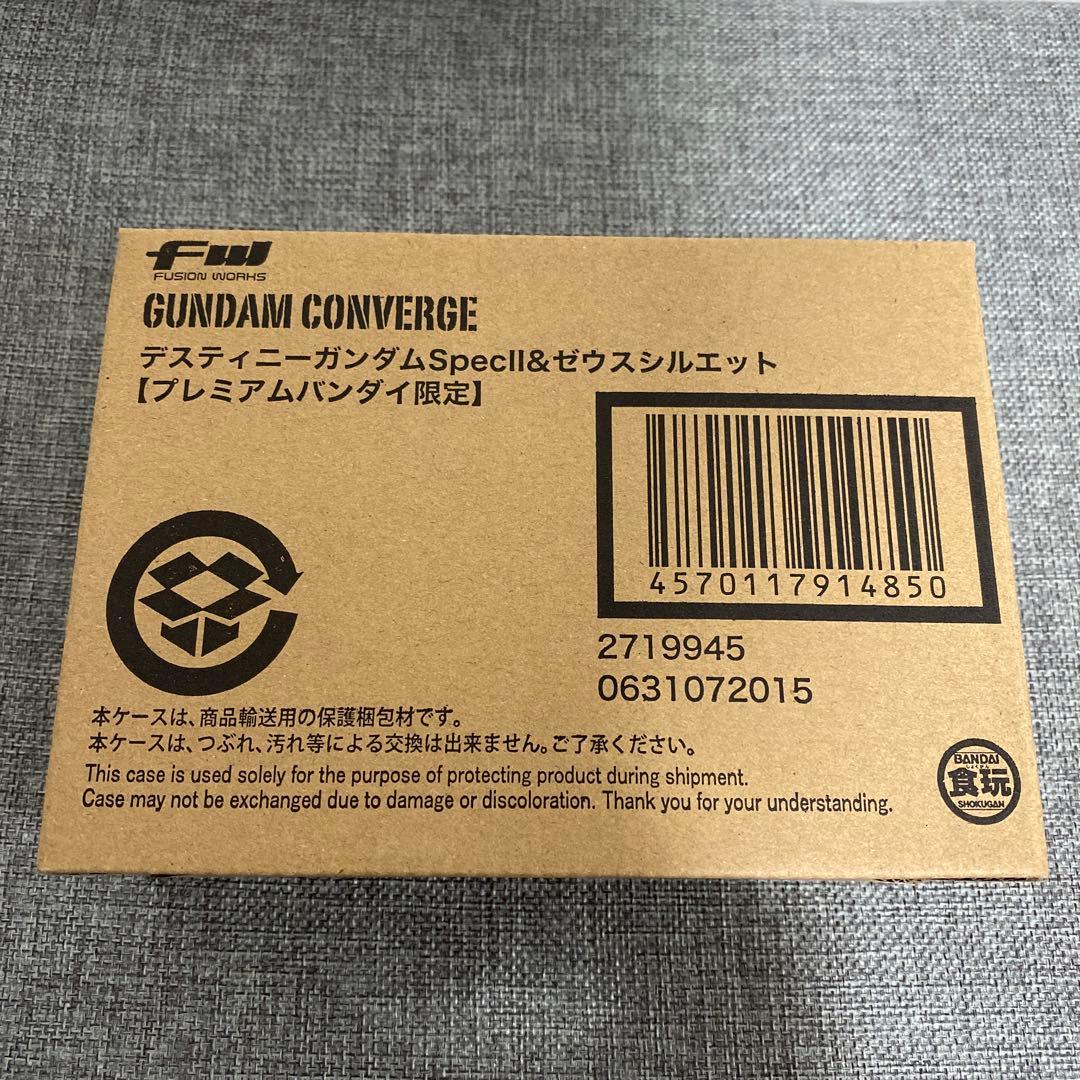 FW
FUSION WORKS
GUNDAM CONVERGE
デスティニーガンダムSpecII&ゼウスシルエット
【プレミアムバンダイ限定】
4570117914850
2719945
0631072015
本ケースは、商品輸送用の保護梱包材です。
本ケースは、つぶれ、汚れ等による交換は出来ません。ご了承ください。
This case is used solely for the purpose of protecting product during shipment.
Case may not be exchanged due to damage or discoloration. Thank you for your understanding.
BANDAI
しょくがん
食玩
SHOKUGAN